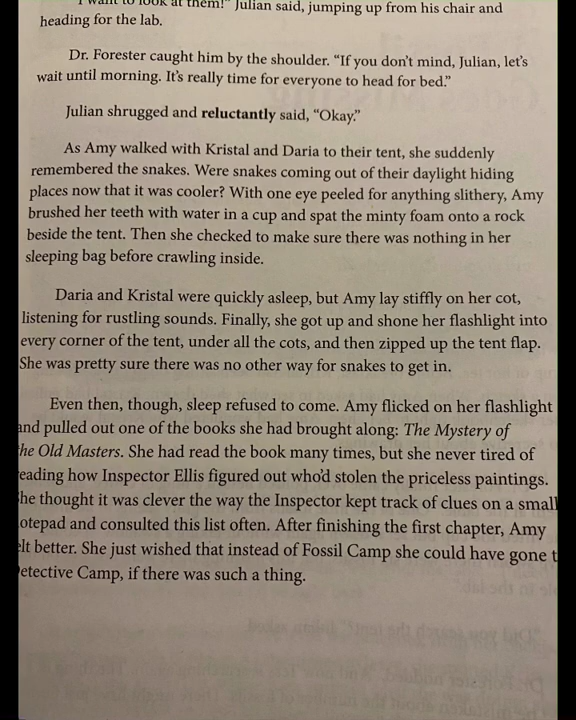 I want to look at them!" Julian said, jumping up from his chair and
heading for the lab.
Dr. Forester caught him by the shoulder. “If you don’t mind, Julian, let’s
wait until morning. It’s really time for everyone to head for bed.”
Julian shrugged and reluctantly said, “Okay.”
As Amy walked with Kristal and Daria to their tent, she suddenly
remembered the snakes. Were snakes coming out of their daylight hiding
places now that it was cooler? With one eye peeled for anything slithery, Amy
brushed her teeth with water in a cup and spat the minty foam onto a rock
beside the tent. Then she checked to make sure there was nothing in her
sleeping bag before crawling inside.
Daria and Kristal were quickly asleep, but Amy lay stiffly on her cot,
listening for rustling sounds. Finally, she got up and shone her flashlight into
every corner of the tent, under all the cots, and then zipped up the tent flap.
She was pretty sure there was no other way for snakes to get in.
Even then, though, sleep refused to come. Amy flicked on her flashlight
and pulled out one of the books she had brought along: The Mystery of
he Old Masters. She had read the book many times, but she never tired of
eading how Inspector Ellis figured out who’d stolen the priceless paintings.
he thought it was clever the way the Inspector kept track of clues on a small
otepad and consulted this list often. After finishing the first chapter, Amy
elt better. She just wished that instead of Fossil Camp she could have gone t
etective Camp, if there was such a thing.